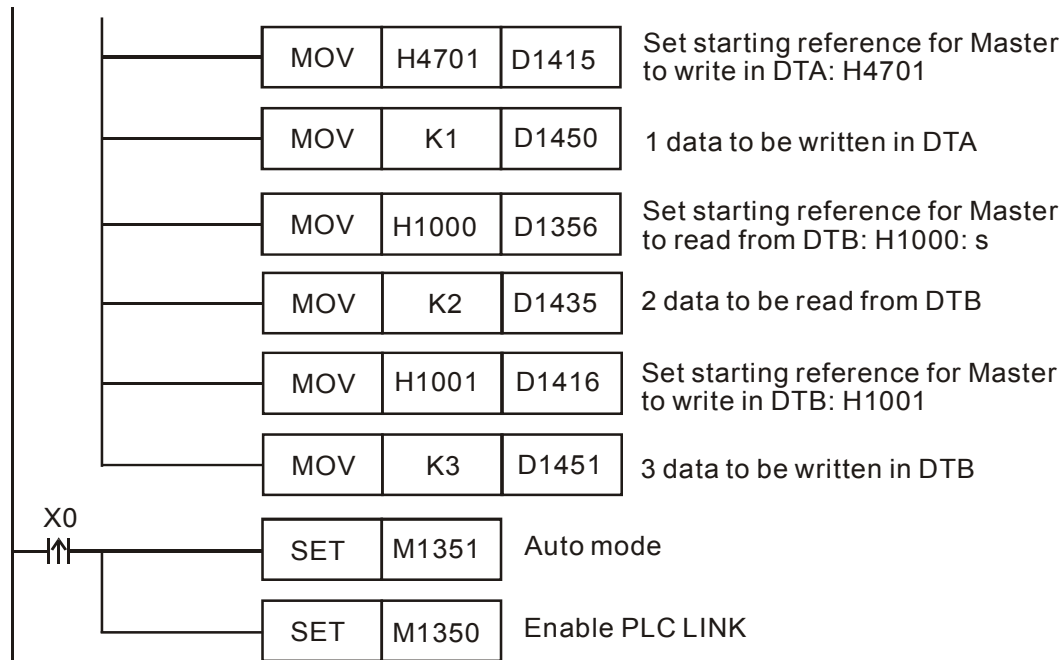 MOV H4701 D1415 Set starting reference for Master
to write in DTA: H4701
MOV K1 D1450 1 data to be written in DTA
MOV H1000 D1356 Set starting reference for Master
to read from DTB: H1000: s
MOV K2 D1435 2 data to be read from DTB
MOV H1001 D1416 Set starting reference for Master
to write in DTB: H1001
MOV K3 D1451 3 data to be written in DTB
X0
SET M1351 Auto mode
SET M1350 Enable PLC LINK